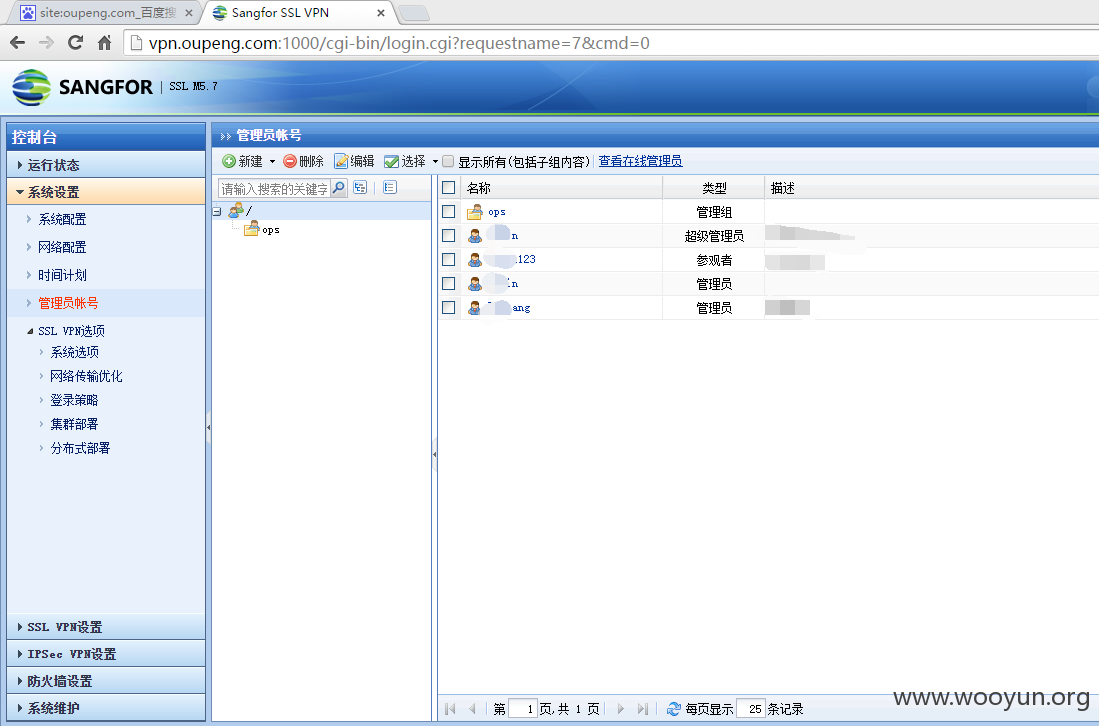 site:oupeng.com_百度搜
Sangfor SSL VPN
vpn.oupeng.com:1000/cgi-bin/login.cgi?requestname=7&cmd=0
SANGFOR | SSL M5.7
控制台
运行状态
系统设置
系统配置
网络配置
时间计划
管理员帐号
SSL VPN选项
系统选项
网络传输优化
登录策略
集群部署
分布式部署
SSL VPN设置
IPSec VPN设置
防火墙设置
系统维护
管理员帐号
新建 删除 编辑 选择 显示所有(包括子组内容) 查看在线管理员
请输入搜索的关键字
/
ops
名称 类型 描述
ops 管理组
n 超级管理员
123 参观者
in 管理员
ang 管理员
第 1 页,共 1 页 每页显示 25 条记录
www.wooyun.org